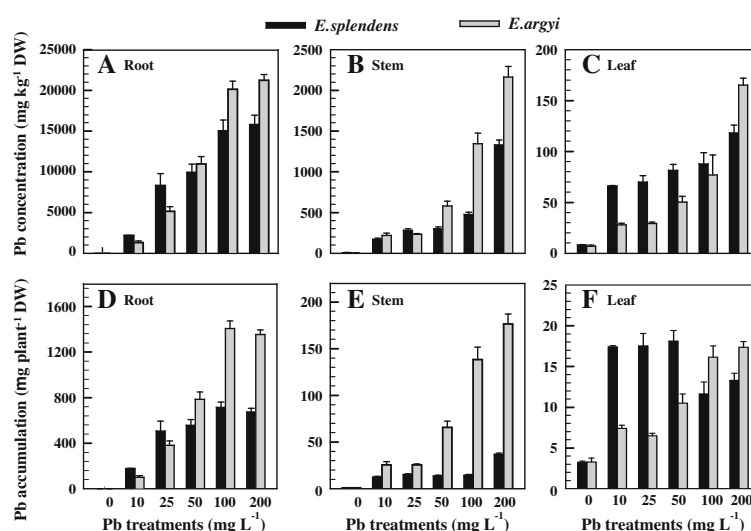 E.splendens E.argyi
Pb concentration (mg kg-1 DW)
A Root
25000
20000
15000
10000
5000
0
B Stem
2500
2000
1500
1000
500
0
C Leaf
200
150
100
50
0
Pb accumulation (mg plant-1 DW)
D Root
1600
1200
800
400
0
E Stem
200
150
100
50
0
F Leaf
25
20
15
10
5
0
0 10 25 50 100 200
0 10 25 50 100 200
0 10 25 50 100 200
Pb treatments (mg L-1)
Pb treatments (mg L-1)
Pb treatments (mg L-1)